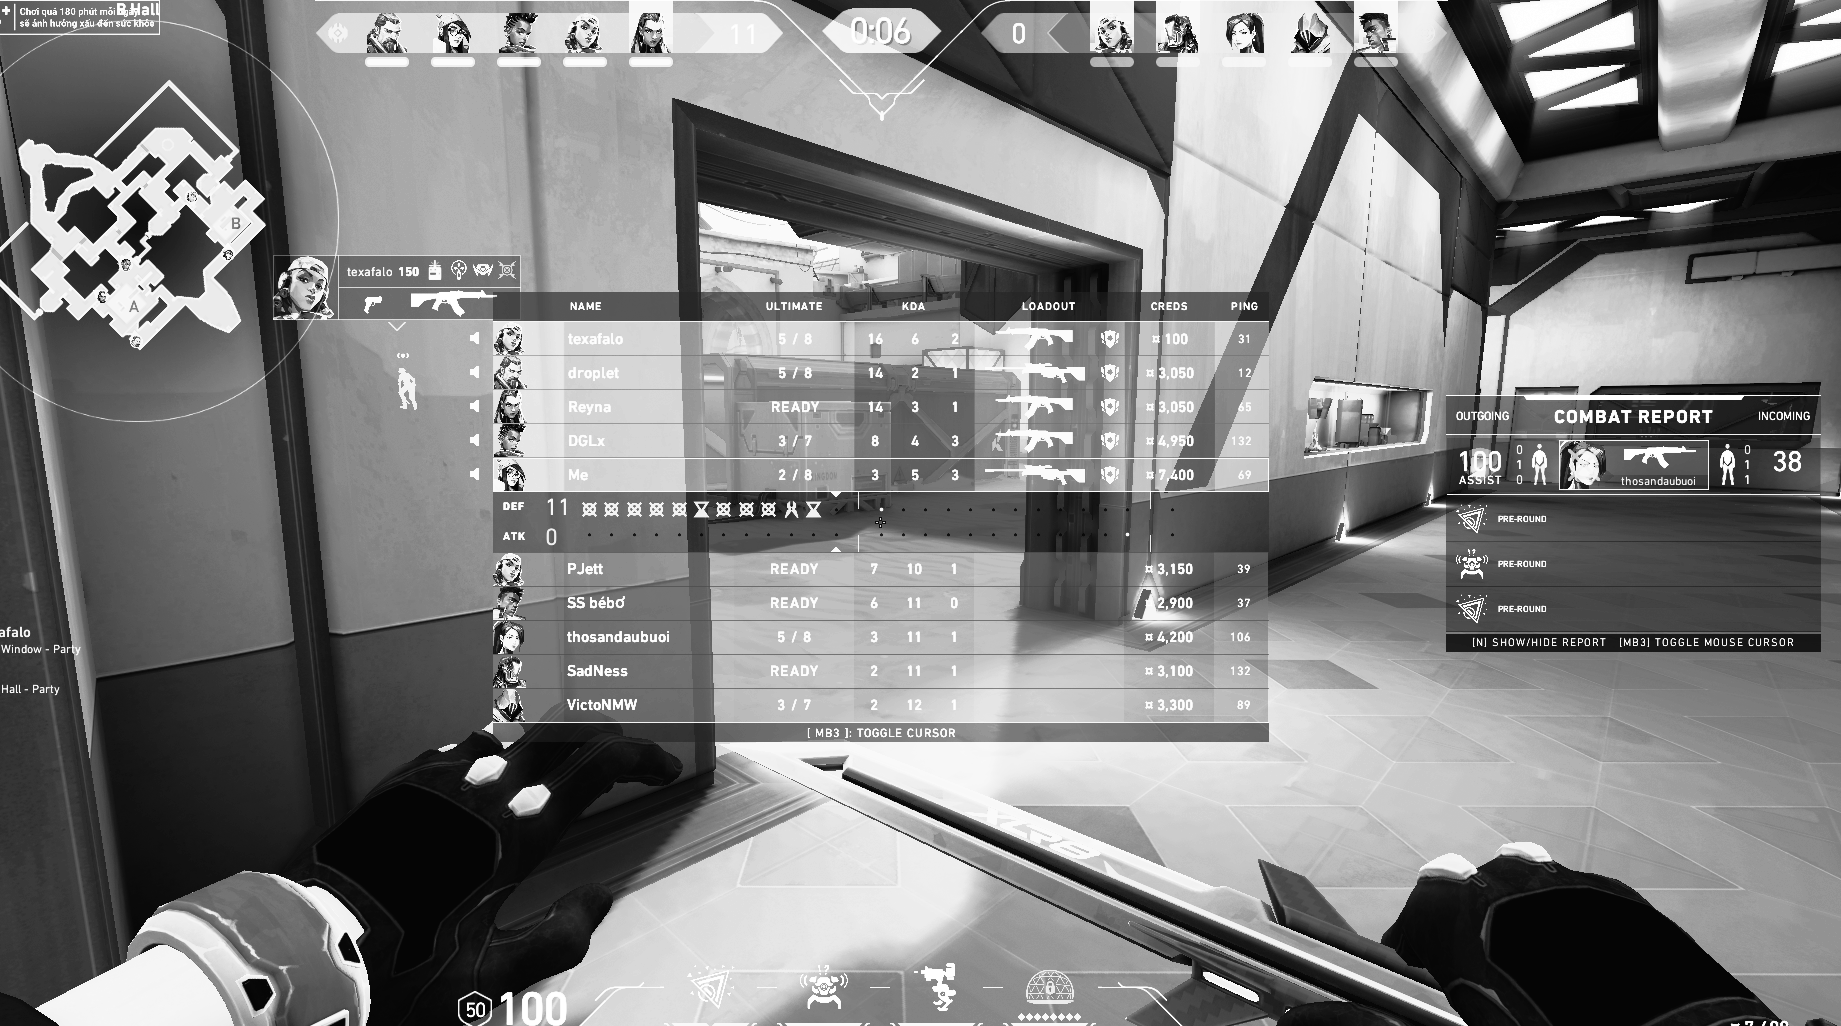 Chơi quá 180 phút mỗi ngày
sẽ ảnh hưởng xấu đến sức khỏe
B Hall
11
0:06
0
B
A
texafalo 150
NAME ULTIMATE KDA LOADOUT CREDS PING
texafalo 5 / 8 16 6 2 100 31
droplet 5 / 8 14 2 1 3,050 12
Reyna READY 14 3 1 3,050 65
DGLx 3 / 7 8 4 3 4,950 132
Me 2 / 8 3 5 3 7,400 69
DEF 11
ATK 0
PJett READY 7 10 1 3,150 39
SS bébơ READY 6 11 0 2,900 37
thosandaubuoi 5 / 8 3 11 1 4,200 106
SadNess READY 2 11 1 3,100 132
VictoNMW 3 / 7 2 12 1 3,300 89
[ MB3 ]: TOGGLE CURSOR
OUTGOING COMBAT REPORT INCOMING
100 0 1 0 0 1 1 38
ASSIST thosandaubuoi
PRE-ROUND
PRE-ROUND
PRE-ROUND
[N] SHOW/HIDE REPORT [MB3] TOGGLE MOUSE CURSOR
afalo
Window - Party
Hall - Party
XLR8
50 100